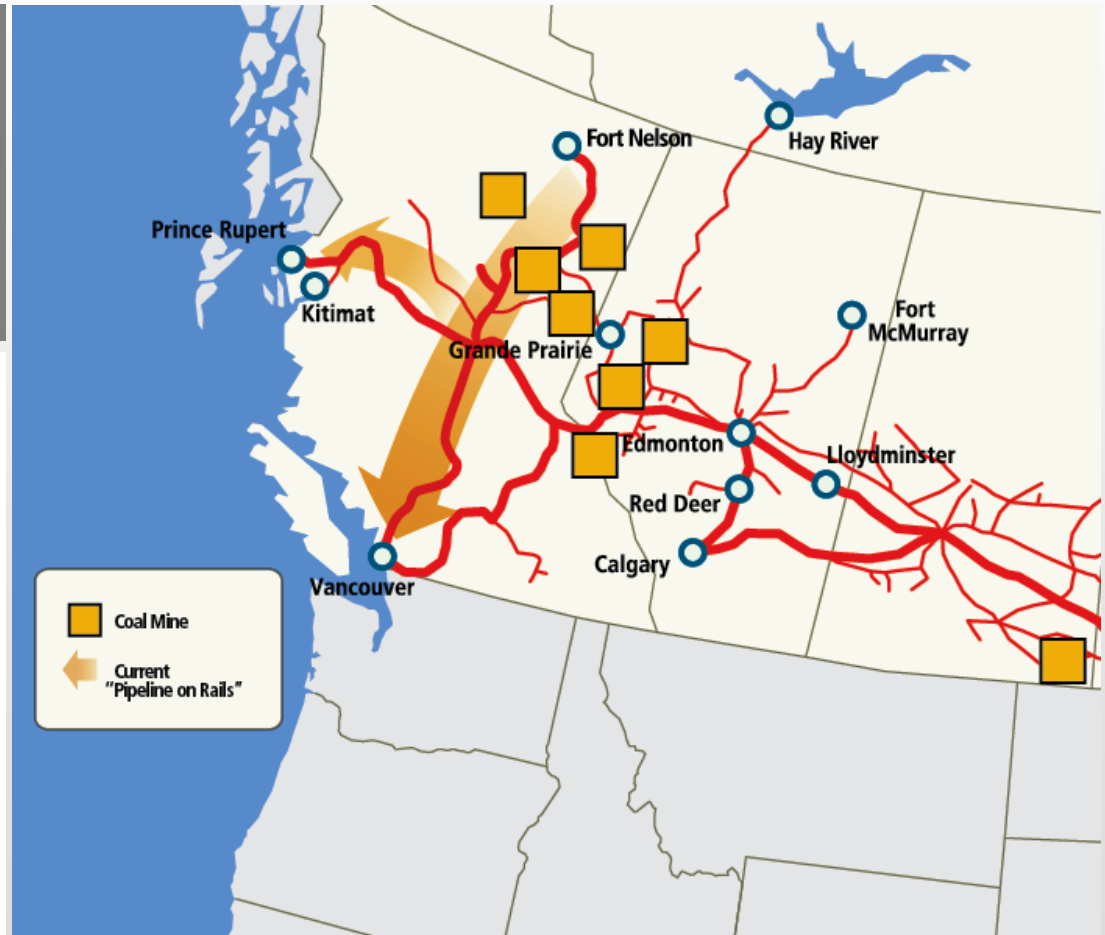 Fort Nelson
Hay River
Prince Rupert
Kitimat
Fort
McMurray
Grande Prairie
Edmonton
Lloydminster
Red Deer
Calgary
Vancouver
Coal Mine
Current
"Pipeline on Rails"